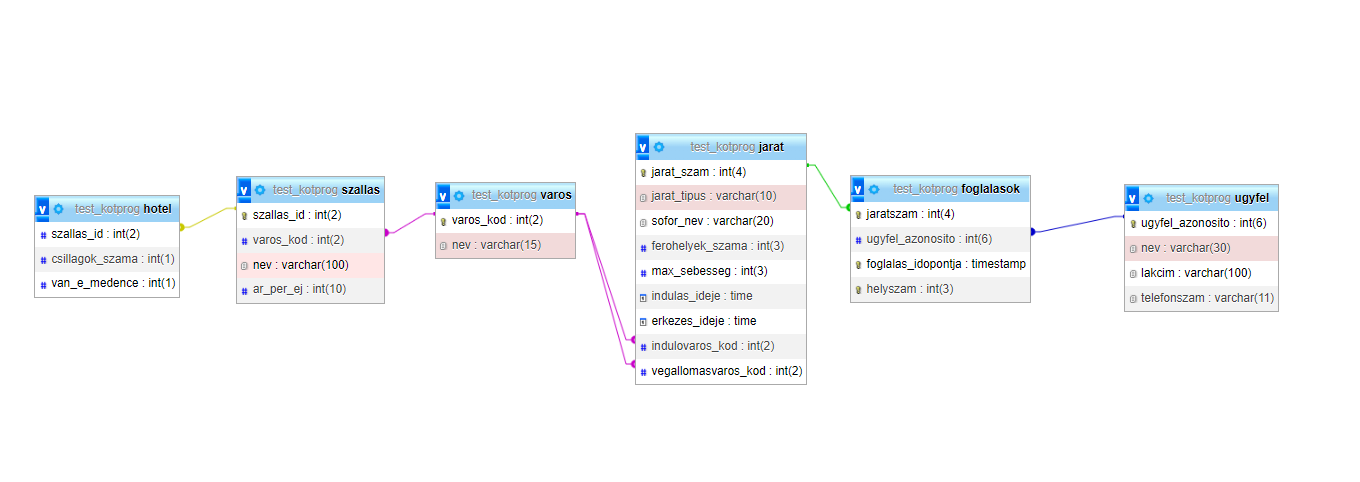 test_kotprog hotel
szallas_id : int(2)
csillagok_szama : int(1)
van_e_medence : int(1)
test_kotprog szallas
szallas_id : int(2)
varos_kod : int(2)
nev : varchar(100)
ar_per_ej : int(10)
test_kotprog varos
varos_kod : int(2)
nev : varchar(15)
test_kotprog jarat
jarat_szam : int(4)
jarat_tipus : varchar(10)
sofor_nev : varchar(20)
ferohelyek_szama : int(3)
max_sebesseg : int(3)
indulas_ideje : time
erkezes_ideje : time
indulovaros_kod : int(2)
vegallomasvaros_kod : int(2)
test_kotprog foglalasok
jaratszam : int(4)
ugyfel_azonosito : int(6)
foglalas_idopontja : timestamp
helyszam : int(3)
test_kotprog ugyfel
ugyfel_azonosito : int(6)
nev : varchar(30)
lakcim : varchar(100)
telefonszam : varchar(11)